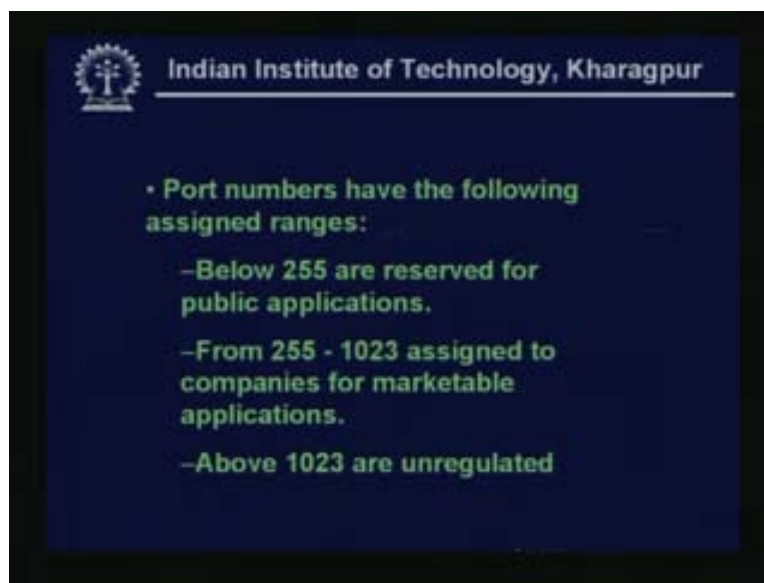 Indian Institute of Technology, Kharagpur
• Port numbers have the following
assigned ranges:
–Below 255 are reserved for
public applications.
–From 255 - 1023 assigned to
companies for marketable
applications.
–Above 1023 are unregulated